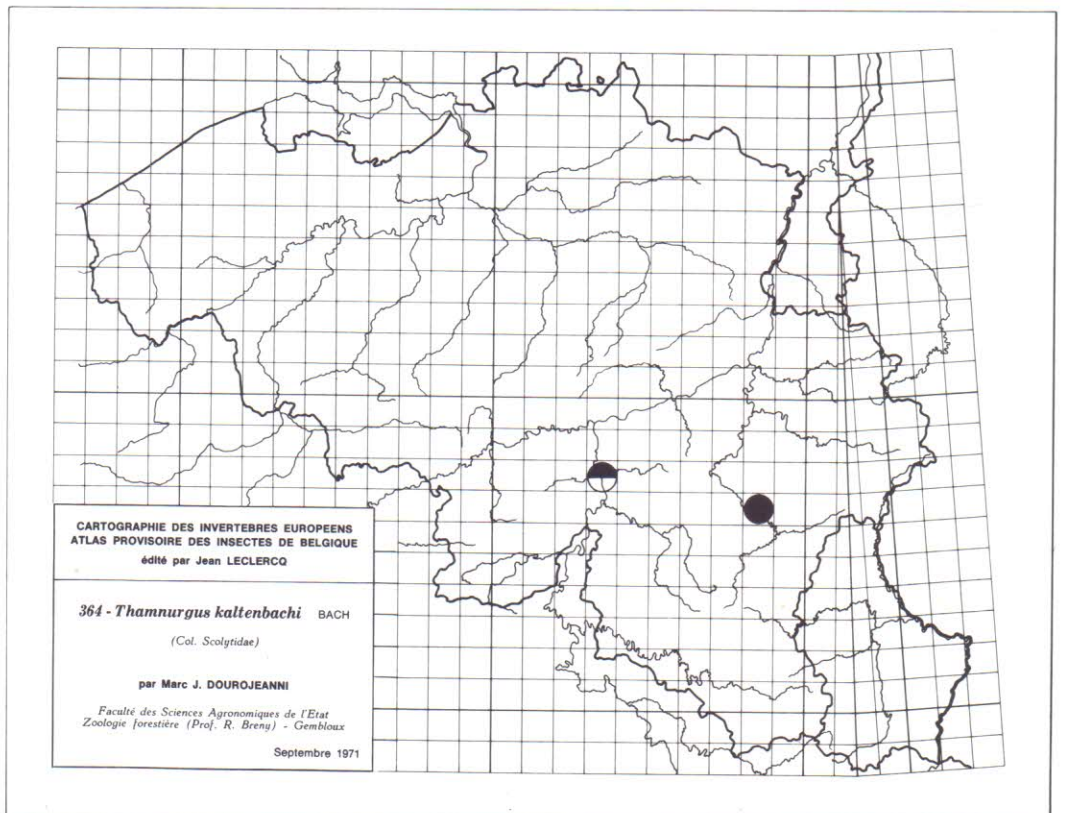 CARTOGRAPHIE DES INVERTEBRES EUROPEENS
ATLAS PROVISOIRE DES INSECTES DE BELGIQUE
édité par Jean LECLERCQ
364 - Thamnurgus kaltenbachi BACH
(Col. Scolytidae)
par Marc J. DOUROJEANNI
Faculté des Sciences Agronomiques de l'Etat
Zoologie forestière (Prof. R. Breny) - Gembloux
Septembre 1971